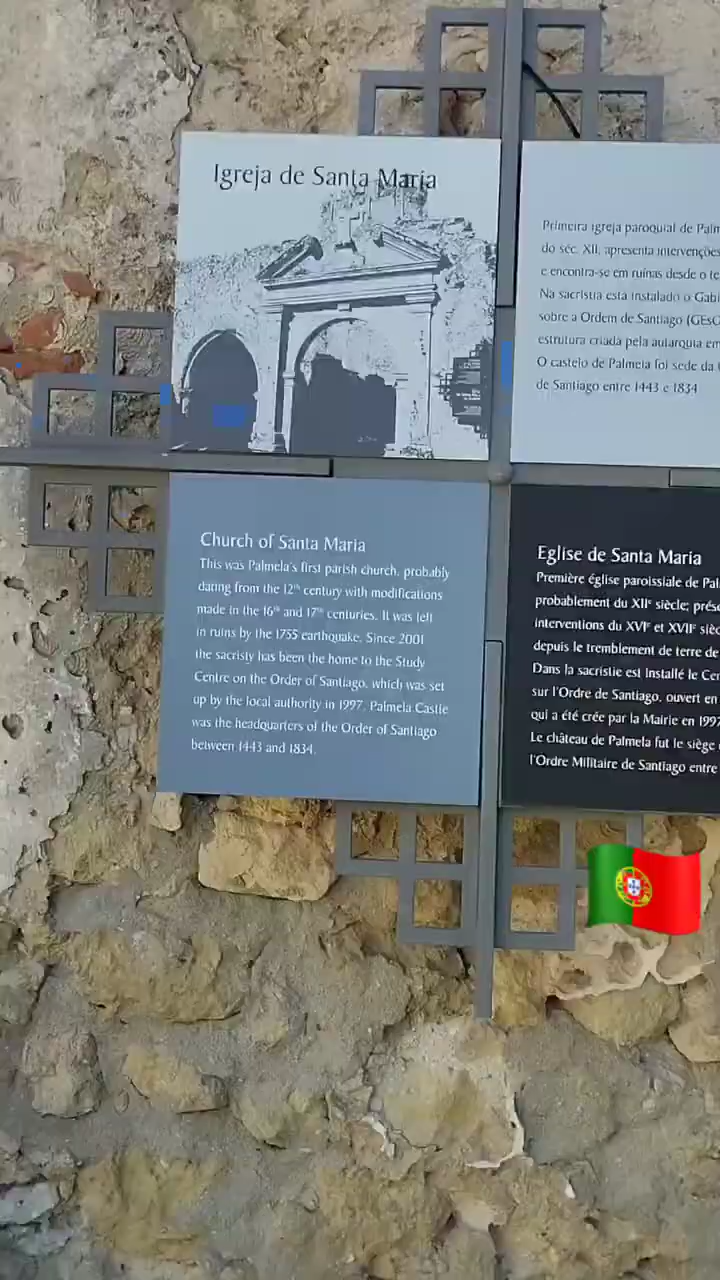 Igreja de Santa Maria
Primeira igreja paroquial de
do séc. XII, apresenta intervenções
e encontra-se em ruínas desde o
Na sacristia está instalado o
sobre a Ordem de Santiago
estrutura criada pela autarquia em
O castelo de Palmela foi sede da
de Santiago entre 1443 e 1834
Church of Santa Maria
This was Palmela's first parish church, probably
dating from the 12th century with modifications
made in the 16th and 17th centuries. It was left
in ruins by the 1755 earthquake. Since 2001
the sacristy has been the home to the Study
Centre on the Order of Santiago, which was set
up by the local authority in 1997. Palmela Castle
was the headquarters of the Order of Santiago
between 1443 and 1834.
Eglise de Santa Maria
Première église paroissiale de
probablement du XIIe siècle;
interventions du XVIe et XVIIe
depuis le tremblement de terre de
Dans la sacristie est installé le
sur l'Ordre de Santiago, ouvert en
qui a été crée par la Mairie en 1997
Le château de Palmela fut le siège
l'Ordre Militaire de Santiago entre